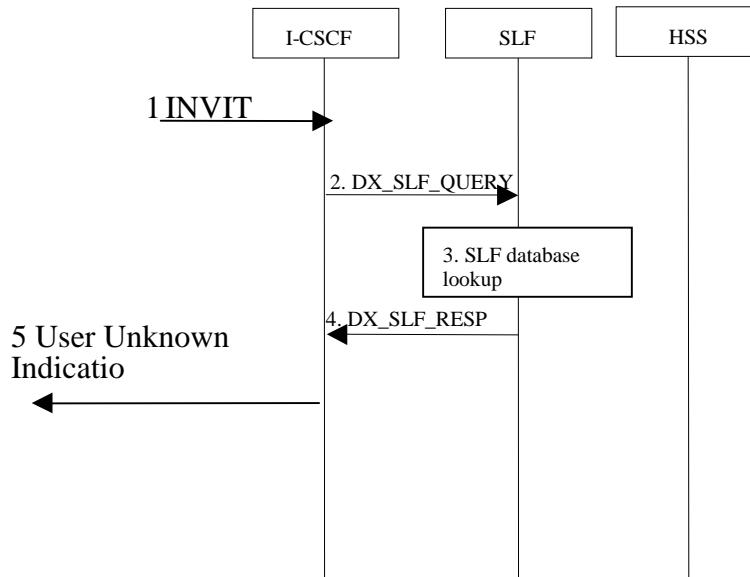 I-CSCF
SLF
HSS
1 INVIT
2. DX_SLF_QUERY
3. SLF database
lookup
4. DX_SLF_RESP
5 User Unknown
Indicatio